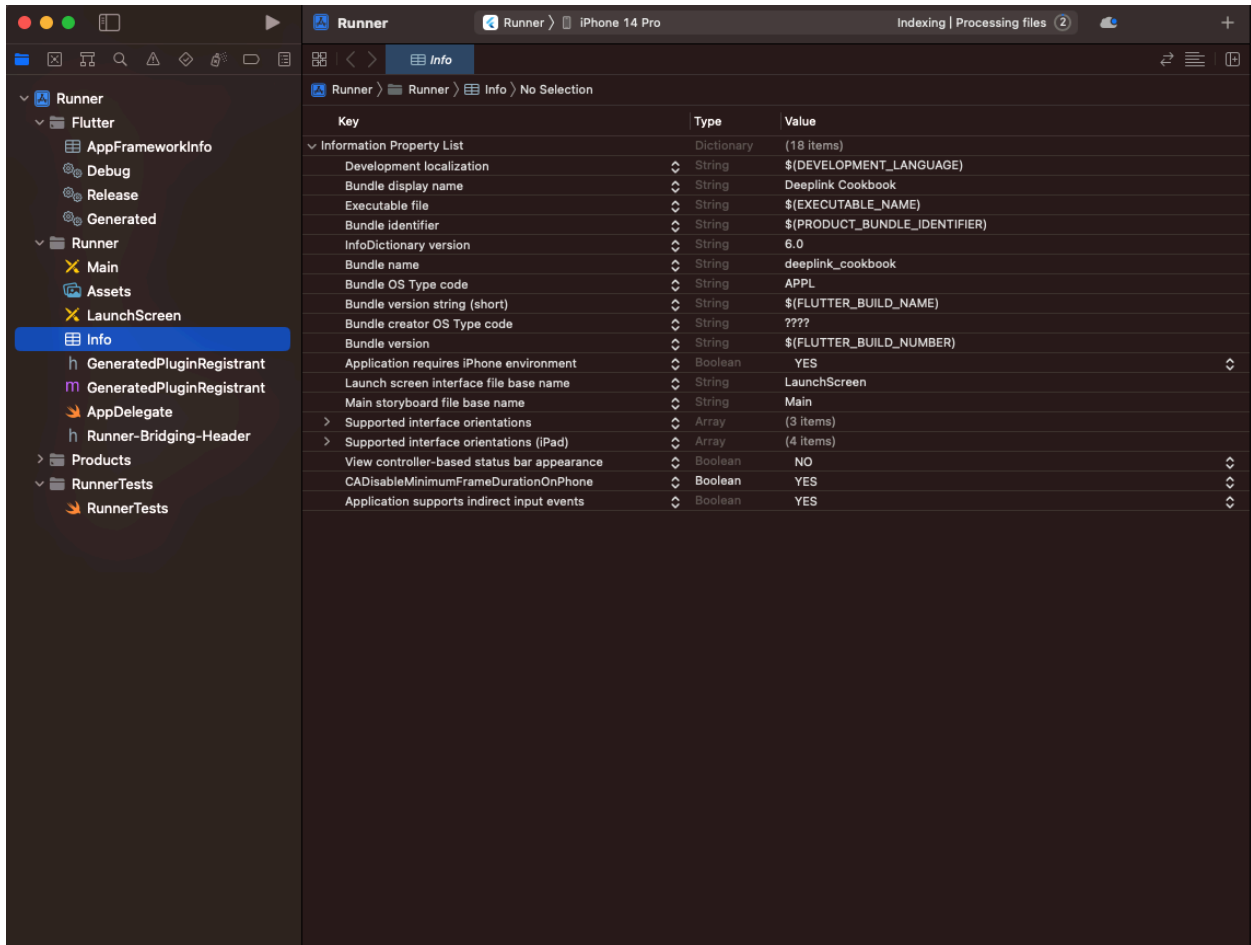 Runner
Runner 〉 iPhone 14 Pro
Indexing | Processing files 2
Info
Runner 〉 Runner 〉 Info 〉 No Selection
Runner
Flutter
AppFrameworkInfo
Debug
Release
Generated
Runner
Main
Assets
LaunchScreen
Info
h GeneratedPluginRegistrant
m GeneratedPluginRegistrant
AppDelegate
h Runner-Bridging-Header
Products
RunnerTests
RunnerTests
Key Type Value
Information Property List Dictionary (18 items)
Development localization String $(DEVELOPMENT_LANGUAGE)
Bundle display name String Deeplink Cookbook
Executable file String $(EXECUTABLE_NAME)
Bundle identifier String $(PRODUCT_BUNDLE_IDENTIFIER)
InfoDictionary version String 6.0
Bundle name String deeplink_cookbook
Bundle OS Type code String APPL
Bundle version string (short) String $(FLUTTER_BUILD_NAME)
Bundle creator OS Type code String ????
Bundle version String $(FLUTTER_BUILD_NUMBER)
Application requires iPhone environment Boolean YES
Launch screen interface file base name String LaunchScreen
Main storyboard file base name String Main
Supported interface orientations Array (3 items)
Supported interface orientations (iPad) Array (4 items)
View controller-based status bar appearance Boolean NO
CADisableMinimumFrameDurationOnPhone Boolean YES
Application supports indirect input events Boolean YES